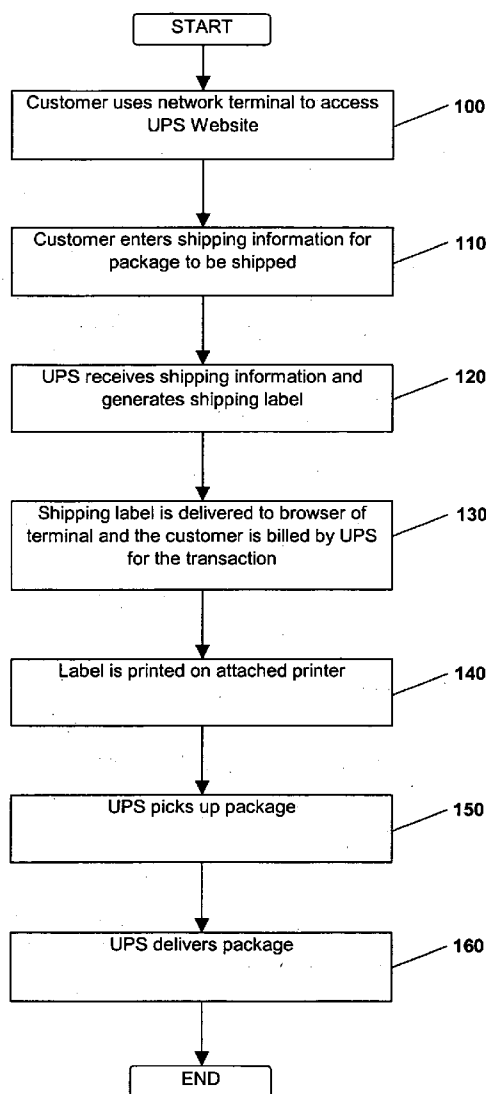 START
Customer uses network terminal to access
UPS Website
100
Customer enters shipping information for
package to be shipped
110
UPS receives shipping information and
generates shipping label
120
Shipping label is delivered to browser of
terminal and the customer is billed by UPS
for the transaction
130
Label is printed on attached printer
140
UPS picks up package
150
UPS delivers package
160
END